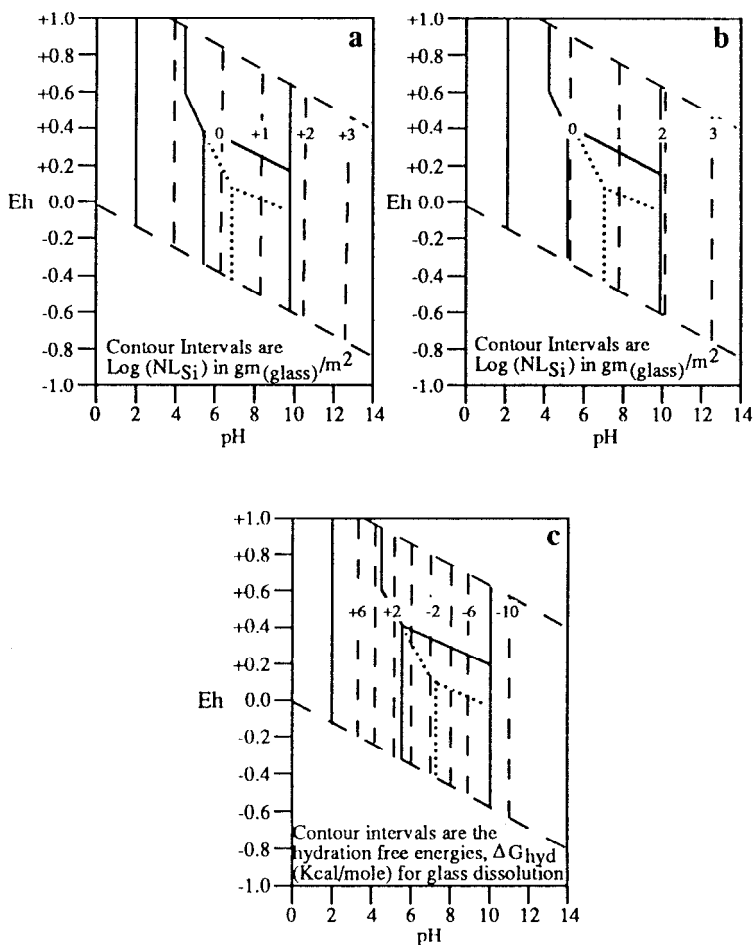 a
+1.0
+0.8
+0.6
+0.4
+0.2
0.0
-0.2
-0.4
-0.6
-0.8
-1.0
Eh
0 +1 +2 +3
Contour Intervals are
Log (NLSi) in gm(glass)/m2
0 2 4 6 8 10 12 14
pH
b
+1.0
+0.8
+0.6
+0.4
+0.2
0.0
-0.2
-0.4
-0.6
-0.8
-1.0
Eh
0 1 2 3
Contour Intervals are
Log (NLSi) in gm(glass)/m2
0 2 4 6 8 10 12 14
pH
c
+1.0
+0.8
+0.6
+0.4
+0.2
0.0
-0.2
-0.4
-0.6
-0.8
-1.0
Eh
+6 +2 -2 -6 -10
Contour intervals are the
hydration free energies, ΔGhyd
(Kcal/mole) for glass dissolution
0 2 4 6 8 10 12 14
pH